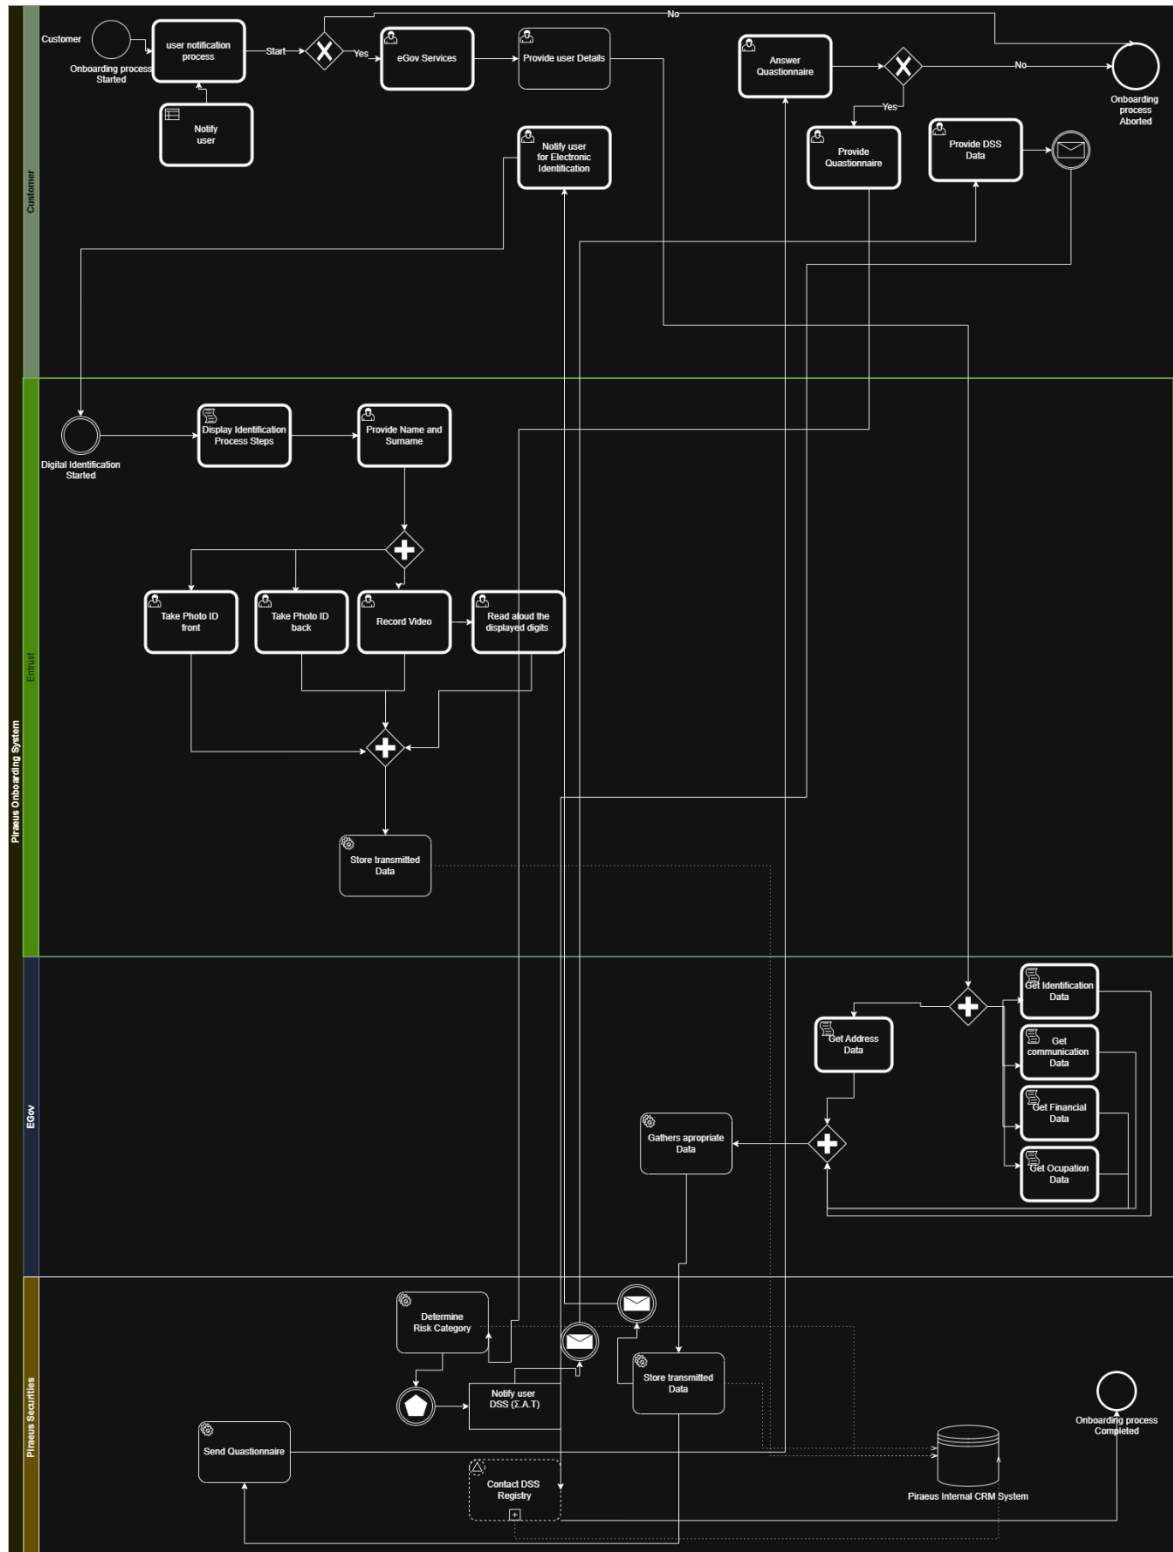 No
Customer
user notification
process
Start
Yes
eGov Services
Provide user Details
Answer
Quastionnaire
No
Onboarding process
Started
Onboarding
process
Aborted
Notify
user
Notify user
for Electronic
Identification
Yes
Provide
Quastionnaire
Provide DSS
Data
Customer
Piraeus Onboarding System
Entrust
Display Identification
Process Steps
Provide Name and
Surname
Digital Identification
Started
Take Photo ID
front
Take Photo ID
back
Record Video
Read aloud the
displayed digits
Store transmitted
Data
EGov
Get Identification
Data
Get Address
Data
Get
communication
Data
Get Financial
Data
Gathers apropriate
Data
Get Ocupation
Data
Piraeus Securities
Determine
Risk Category
Notify user
DSS (Σ.Α.Τ)
Store transmitted
Data
Onboarding process
Completed
Send Quastionnaire
Contact DSS
Registry
Piraeus Internal CRM System